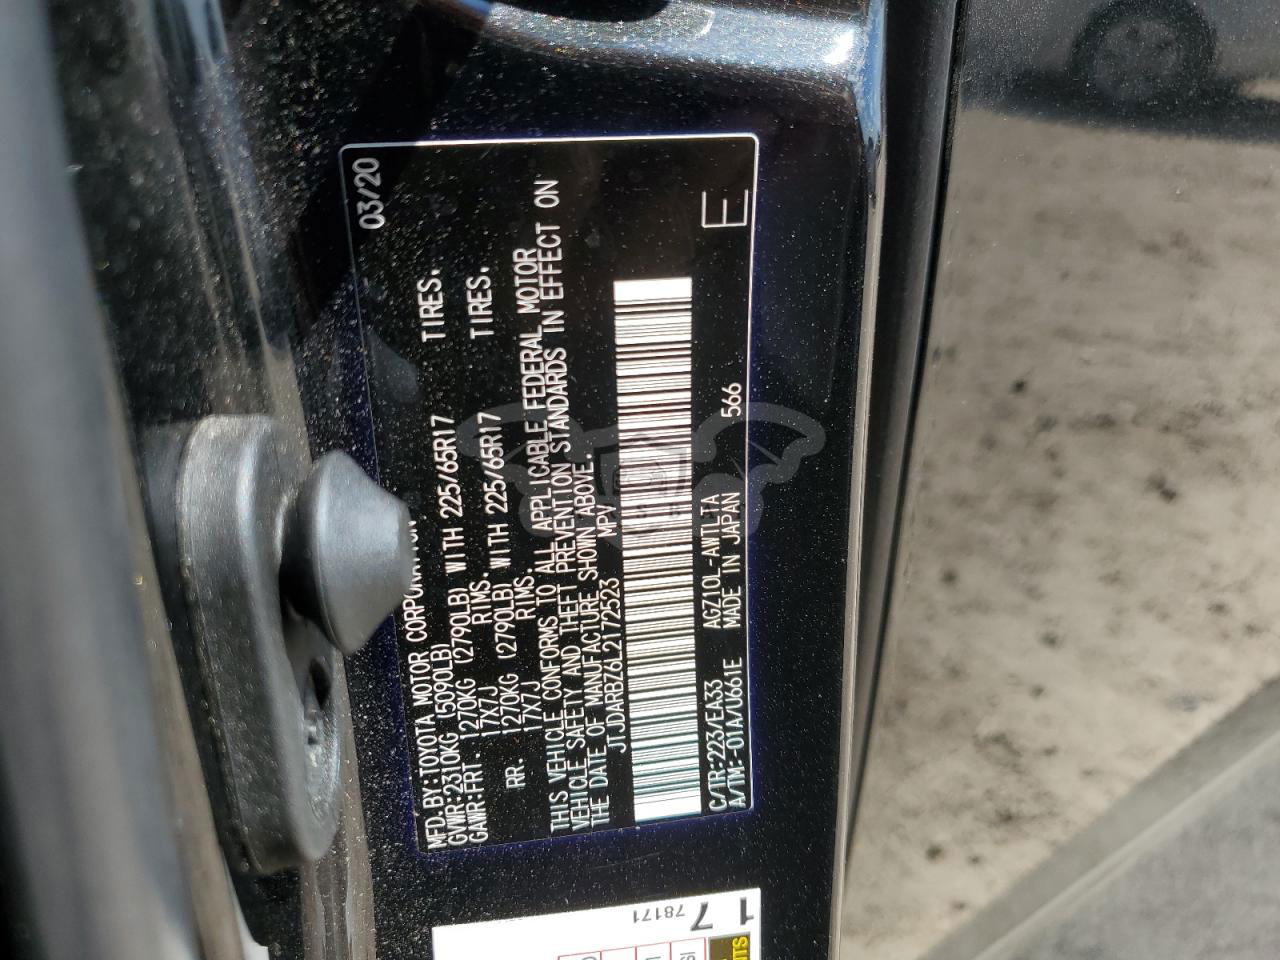 03/20
MFD.BY:TOYOTA MOTOR
GVWR:2310KG (5090LB)
GAWR:FRT. 1270KG (2790LB) WITH 225/65R17 TIRES.
17X7J RIMS.
RR. 1270KG (2790LB) WITH 225/65R17 TIRES.
17X7J RIMS.
THIS VEHICLE CONFORMS TO ALL APPLICABLE FEDERAL MOTOR
VEHICLE SAFETY AND THEFT PREVENTION STANDARDS IN EFFECT ON
THE DATE OF MANUFACTURE SHOWN ABOVE.
JTJDARBZ6L2172523 MPV
E
C/TR:223/EA33 AGZ10L-AWTLTA
A/TM:-01A/U661E MADE IN JAPAN 566
78171
7
1